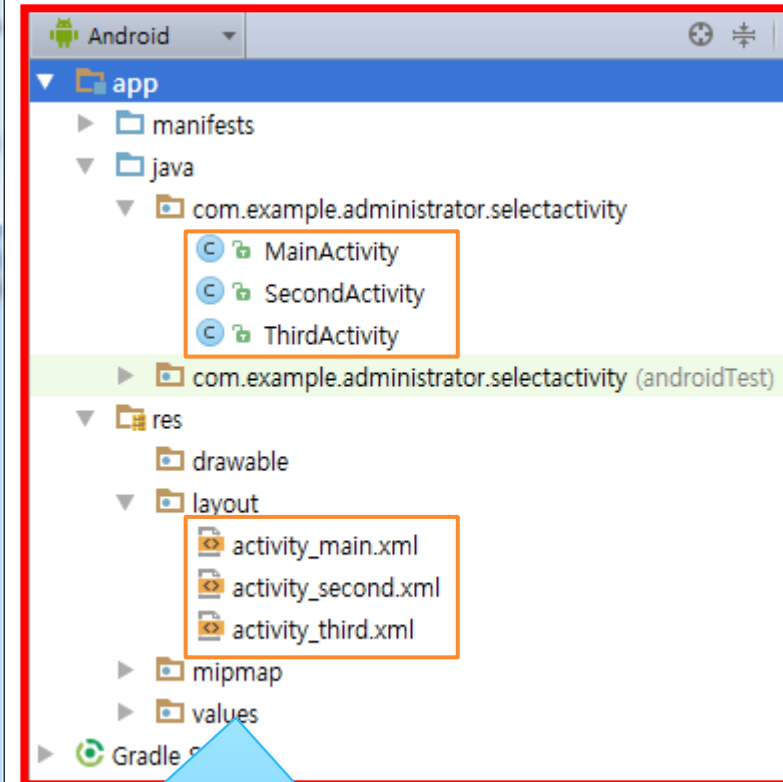 Android
app
manifests
java
com.example.administrator.selectactivity
C MainActivity
C SecondActivity
C ThirdActivity
com.example.administrator.selectactivity (androidTest)
res
drawable
layout
activity_main.xml
activity_second.xml
activity_third.xml
mipmap
values
Gradle